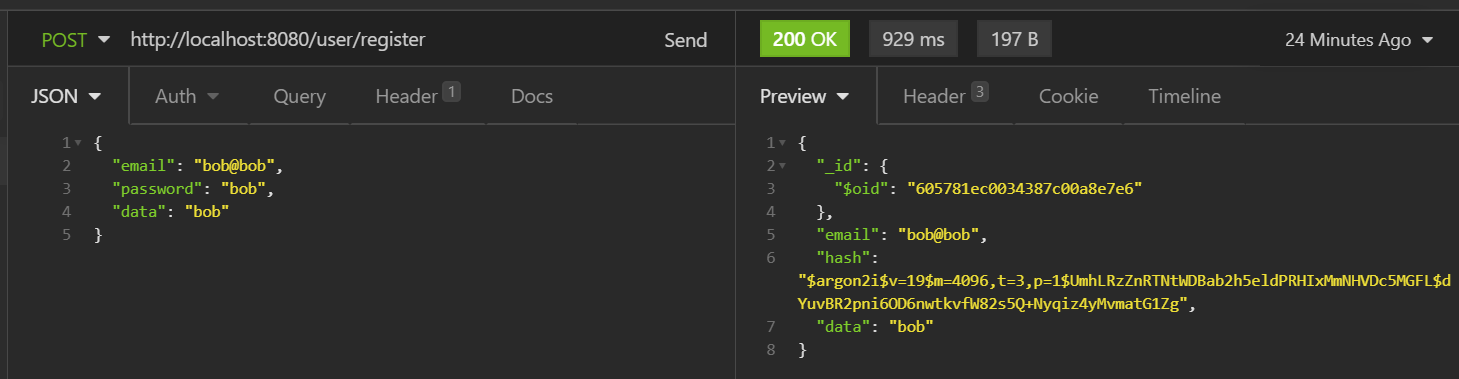 POST http://localhost:8080/user/register Send
200 OK 929 ms 197 B 24 Minutes Ago
JSON Auth Query Header 1 Docs
Preview Header 3 Cookie Timeline
1 {
2 "email": "bob@bob",
3 "password": "bob",
4 "data": "bob"
5 }
1 {
2 "_id": {
3 "$oid": "605781ec0034387c00a8e7e6"
4 },
5 "email": "bob@bob",
6 "hash":
"$argon2i$v=19$m=4096,t=3,p=1$UmhLRzZnRTNtWDBab2h5eldPRHIxMmNHVDc5MGFL$d
YuvBR2pni6OD6nwtkvfW82s5Q+Nyqiz4yMvmatG1Zg",
7 "data": "bob"
8 }